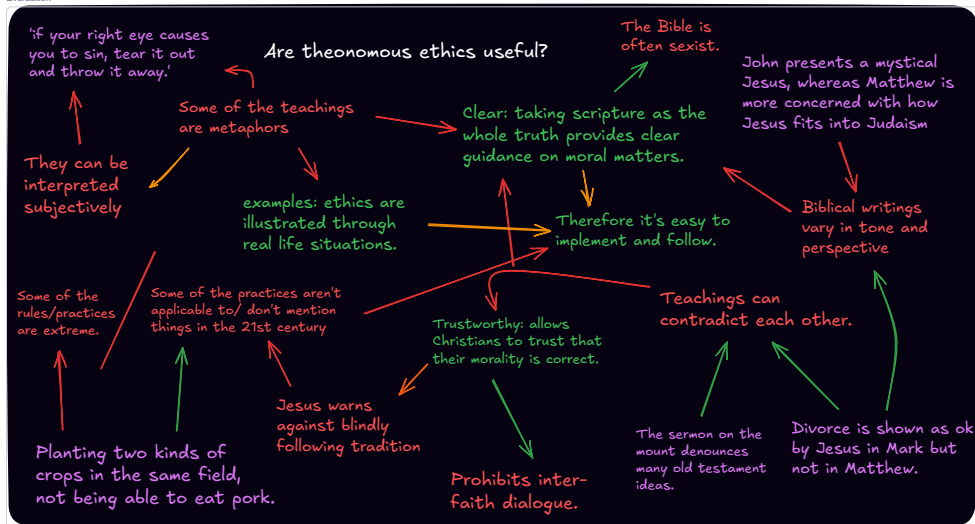 'if your right eye causes
you to sin, tear it out
and throw it away.'
Are theonomous ethics useful?
The Bible is
often sexist.
John presents a mystical
Jesus, whereas Matthew is
more concerned with how
Jesus fits into Judaism
Some of the teachings
are metaphors
Clear: taking scripture as the
whole truth provides clear
guidance on moral matters.
They can be
interpreted
subjectively
examples: ethics are
illustrated through
real life situations.
Therefore it's easy to
implement and follow.
Biblical writings
vary in tone and
perspective
Some of the
rules/practices
are extreme.
Some of the practices aren't
applicable to/ don't mention
things in the 21st century
Trustworthy: allows
Christians to trust that
their morality is correct.
Teachings can
contradict each other.
Jesus warns
against blindly
following tradition
Planting two kinds of
crops in the same field,
not being able to eat pork.
Prohibits inter-
faith dialogue.
The sermon on the
mount denounces
many old testament
ideas.
Divorce is shown as ok
by Jesus in Mark but
not in Matthew.